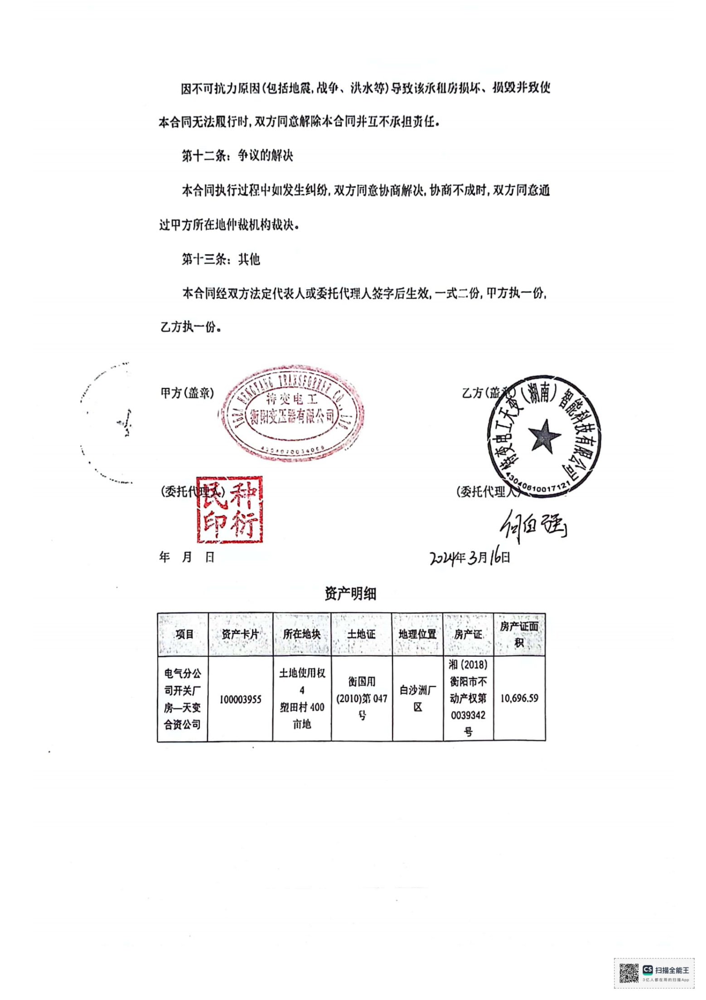 因不可抗力原因(包括地震,战争、洪水等)导致该承租房损坏、损毁并致使
本合同无法履行时,双方同意解除本合同并互不承担责任。
第十二条：争议的解决
本合同执行过程中如发生纠纷,双方同意协商解决,协商不成时,双方同意通
过甲方所在地仲裁机构裁决。
第十三条：其他
本合同经双方法定代表人或委托代理人签字后生效,一式二份,甲方执一份,
乙方执一份。
甲方(盖章)
TBEA HENGYANG TRANSFORMER CO., LTD.
特变电工
衡阳变压器有限公司
乙方(盖章)
特变电工天变（湖南）智能科技有限公司
43040610017121
(委托代理人)
种衍民印
(委托代理人)
何自强
年 月 日
2024年3月16日
资产明细
项目 资产卡片 所在地块 土地证 地理位置 房产证 房产证面积
电气分公司开关厂房—天变合资公司 100003955 土地使用权4 塑田村400亩地 衡国用(2010)第047号 白沙洲厂区 湘(2018)衡阳市不动产权第0039342号 10,696.59
CS 扫描全能王
3亿人都在用的扫描App